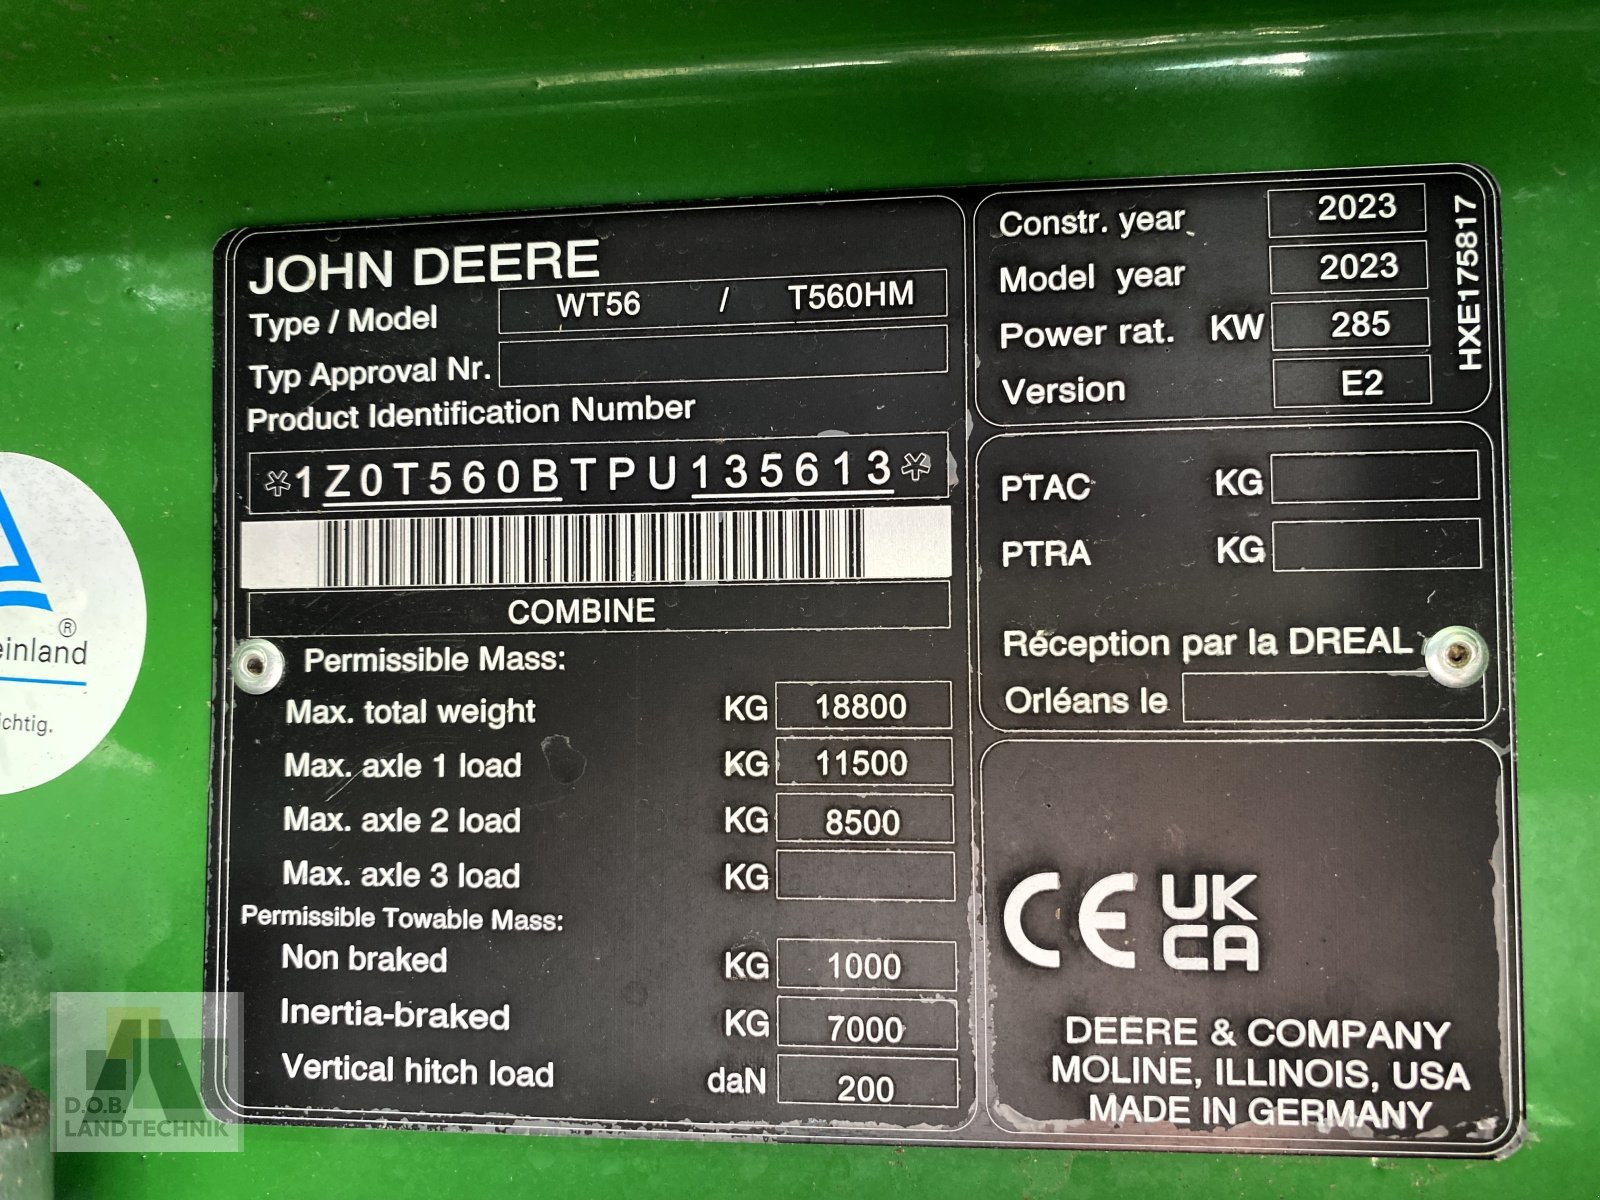 JOHN DEERE
Type / Model WT56 / T560HM
Typ Approval Nr.
Product Identification Number
*1Z0T560BTPU135613*
COMBINE
Permissible Mass:
Max. total weight KG 18800
Max. axle 1 load KG 11500
Max. axle 2 load KG 8500
Max. axle 3 load KG
Permissible Towable Mass:
Non braked KG 1000
Inertia-braked KG 7000
Vertical hitch load daN 200
Constr. year 2023
Model year 2023
Power rat. KW 285
Version E2
HXE175817
PTAC KG
PTRA KG
Réception par la DREAL
Orléans le
CE UK
CA
DEERE & COMPANY
MOLINE, ILLINOIS, USA
MADE IN GERMANY
®
einland
ichtig.
D.O.B.
LANDTECHNIK